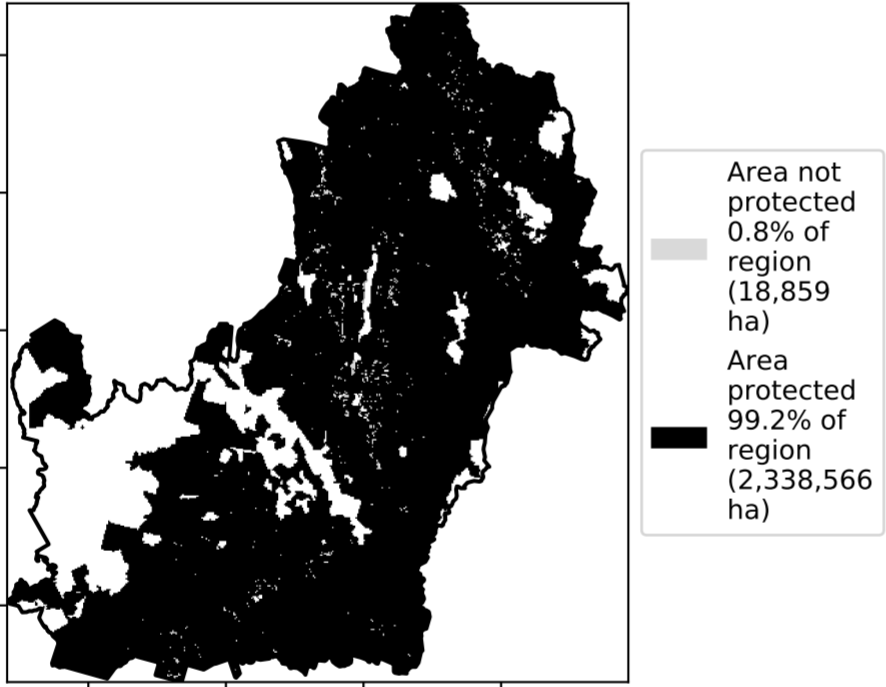 Area not
protected
0.8% of
region
(18,859
ha)
Area
protected
99.2% of
region
(2,338,566
ha)